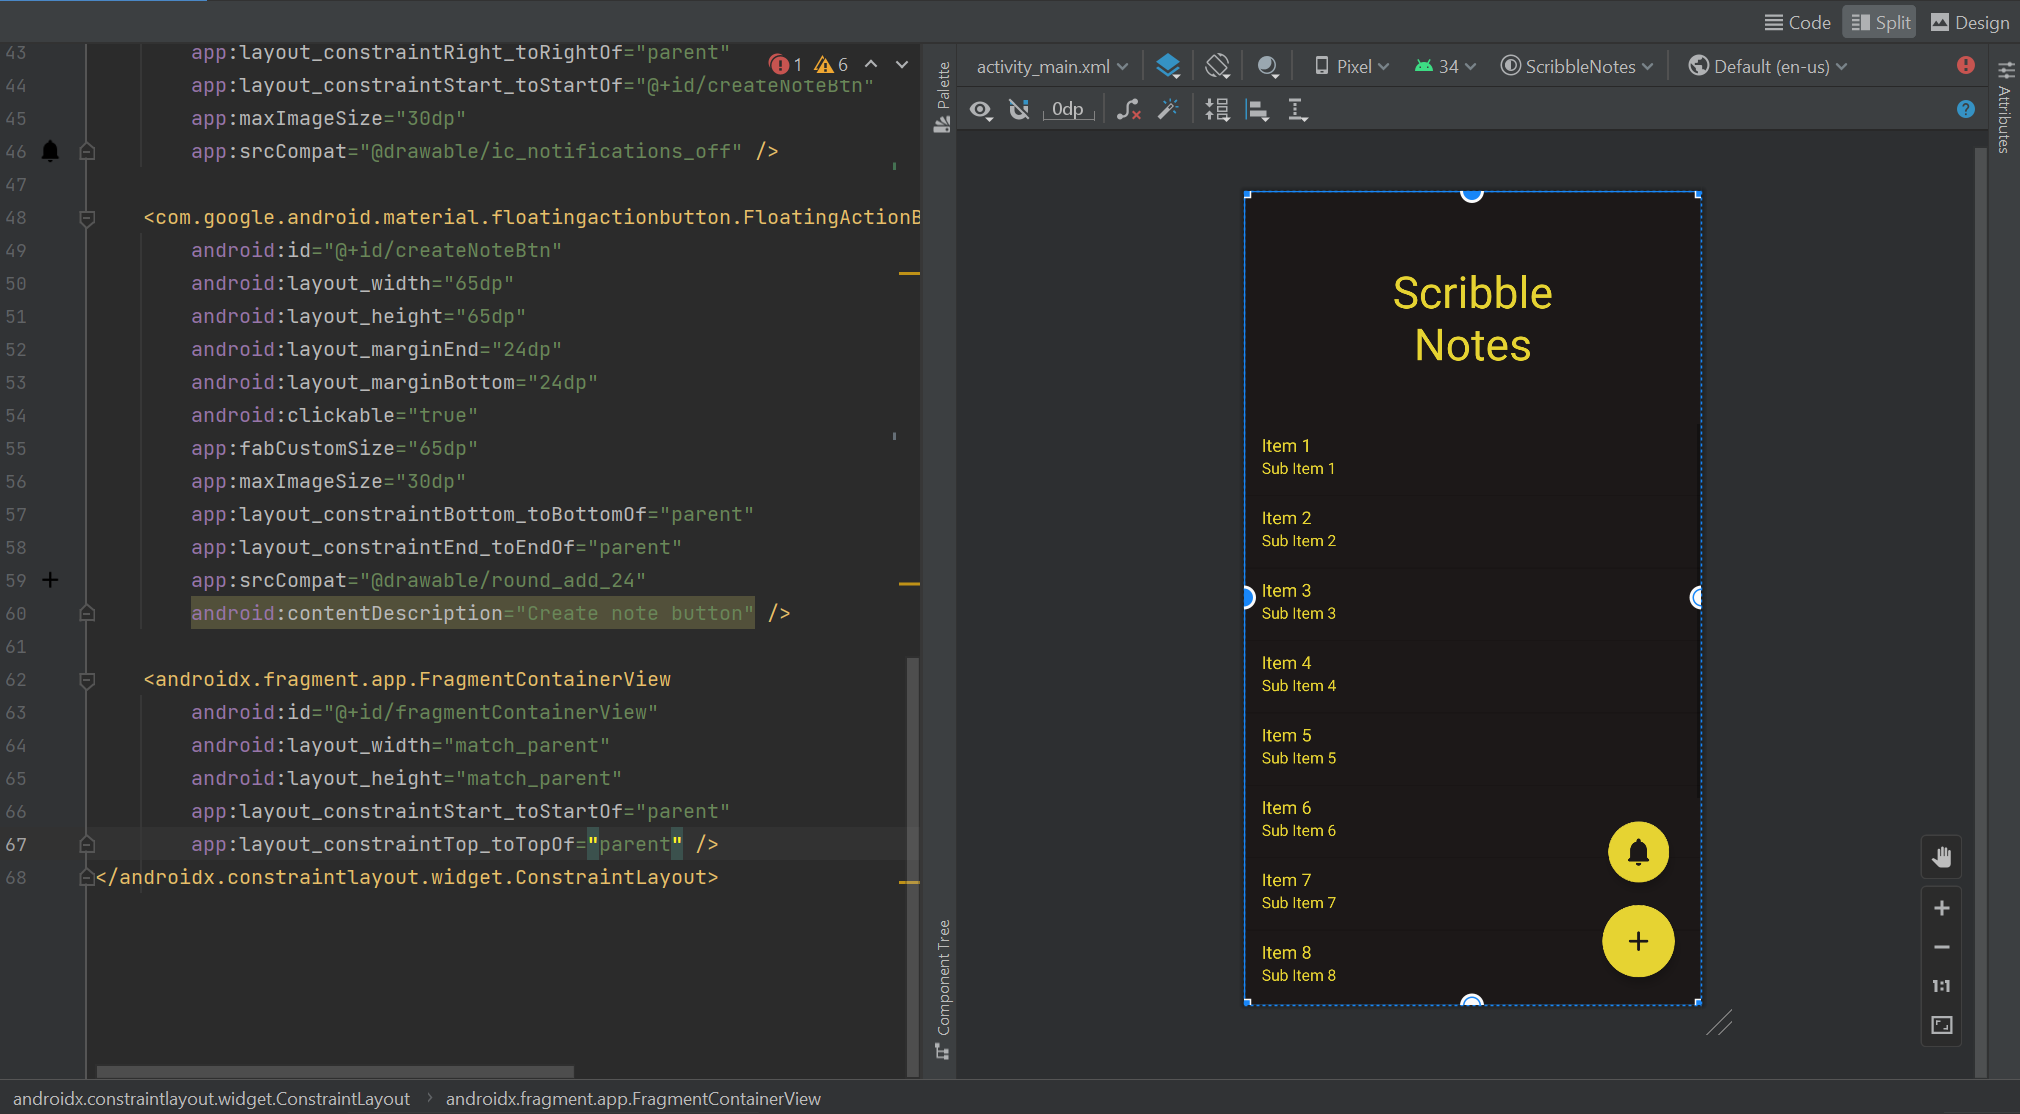 Code Split Design
43 app:layout_constraintRight_toRightOf="parent"
1 6
44 app:layout_constraintStart_toStartOf="@+id/createNoteBtn"
45 app:maxImageSize="30dp"
46 app:srcCompat="@drawable/ic_notifications_off" />
47
48 <com.google.android.material.floatingactionbutton.FloatingActionB
49 android:id="@+id/createNoteBtn"
50 android:layout_width="65dp"
51 android:layout_height="65dp"
52 android:layout_marginEnd="24dp"
53 android:layout_marginBottom="24dp"
54 android:clickable="true"
55 app:fabCustomSize="65dp"
56 app:maxImageSize="30dp"
57 app:layout_constraintBottom_toBottomOf="parent"
58 app:layout_constraintEnd_toEndOf="parent"
59 app:srcCompat="@drawable/round_add_24"
60 android:contentDescription="Create note button" />
61
62 <androidx.fragment.app.FragmentContainerView
63 android:id="@+id/fragmentContainerView"
64 android:layout_width="match_parent"
65 android:layout_height="match_parent"
66 app:layout_constraintStart_toStartOf="parent"
67 app:layout_constraintTop_toTopOf="parent" />
68 </androidx.constraintlayout.widget.ConstraintLayout>
Palette
Component Tree
activity_main.xml Pixel 34 ScribbleNotes Default (en-us)
0dp
Attributes
Scribble
Notes
Item 1
Sub Item 1
Item 2
Sub Item 2
Item 3
Sub Item 3
Item 4
Sub Item 4
Item 5
Sub Item 5
Item 6
Sub Item 6
Item 7
Sub Item 7
Item 8
Sub Item 8
1:1
androidx.constraintlayout.widget.ConstraintLayout › androidx.fragment.app.FragmentContainerView